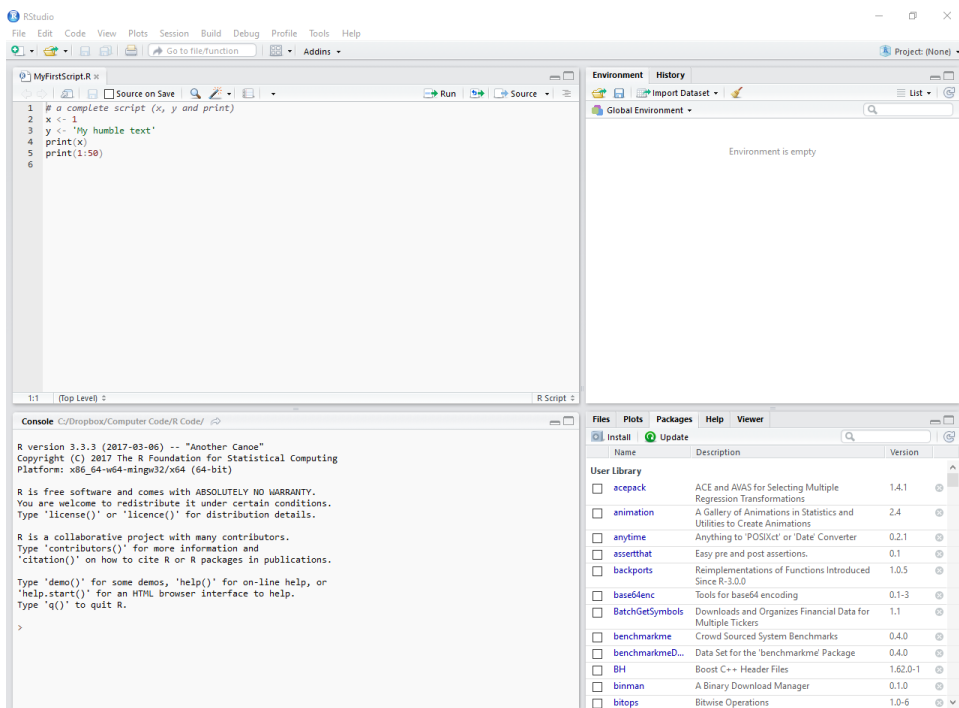 RStudio
File Edit Code View Plots Session Build Debug Profile Tools Help
Go to file/function Addins Project: (None)
MyFirstScript.R
Source on Save Run Source
1 # a complete script (x, y and print)
2 x <- 1
3 y <- 'My humble text'
4 print(x)
5 print(1:50)
6
1:1 (Top Level) R Script
Console C:/Dropbox/Computer Code/R Code/
R version 3.3.3 (2017-03-06) -- "Another Canoe"
Copyright (C) 2017 The R Foundation for Statistical Computing
Platform: x86_64-w64-mingw32/x64 (64-bit)
R is free software and comes with ABSOLUTELY NO WARRANTY.
You are welcome to redistribute it under certain conditions.
Type 'license()' or 'licence()' for distribution details.
R is a collaborative project with many contributors.
Type 'contributors()' for more information and
'citation()' on how to cite R or R packages in publications.
Type 'demo()' for some demos, 'help()' for on-line help, or
'help.start()' for an HTML browser interface to help.
Type 'q()' to quit R.
>
Environment History
Import Dataset List
Global Environment
Environment is empty
Files Plots Packages Help Viewer
Install Update
Name Description Version
User Library
acepack ACE and AVAS for Selecting Multiple 1.4.1
Regression Transformations
animation A Gallery of Animations in Statistics and 2.4
Utilities to Create Animations
anytime Anything to 'POSIXct' or 'Date' Converter 0.2.1
assertthat Easy pre and post assertions. 0.1
backports Reimplementations of Functions Introduced 1.0.5
Since R-3.0.0
base64enc Tools for base64 encoding 0.1-3
BatchGetSymbols Downloads and Organizes Financial Data for 1.1
Multiple Tickers
benchmarkme Crowd Sourced System Benchmarks 0.4.0
benchmarkmeD... Data Set for the 'benchmarkme' Package 0.4.0
BH Boost C++ Header Files 1.62.0-1
binman A Binary Download Manager 0.1.0
bitops Bitwise Operations 1.0-6